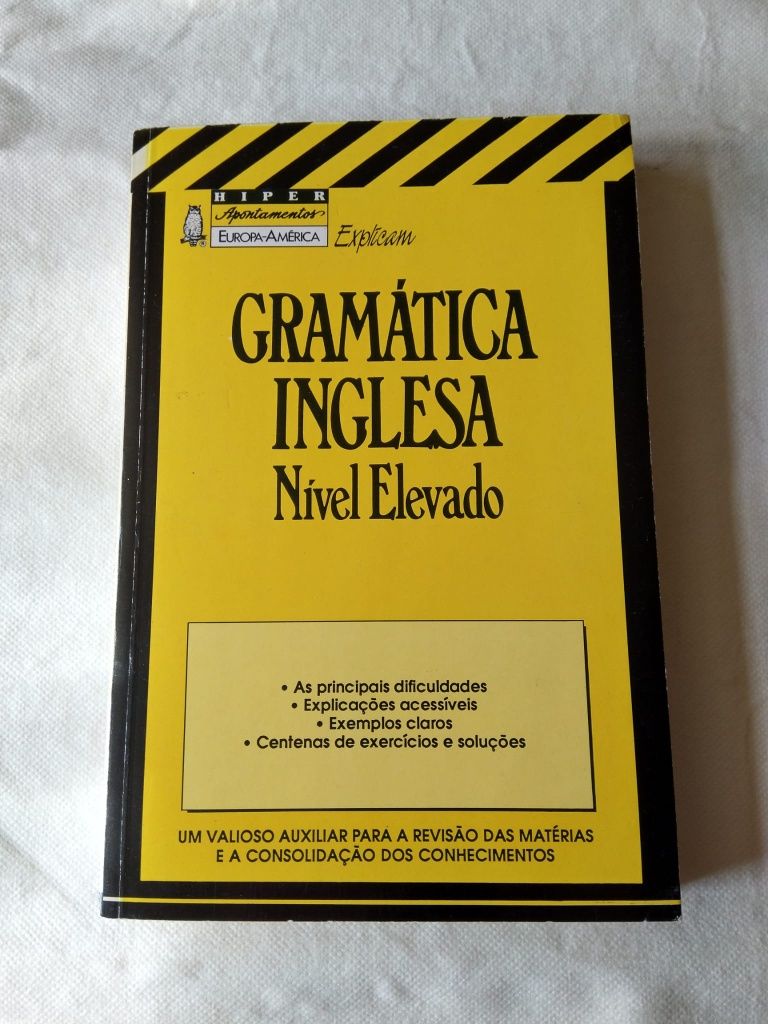 HIPER
Apontamentos
EUROPA-AMÉRICA
Explicam
GRAMÁTICA
INGLESA
Nível Elevado
• As principais dificuldades
• Explicações acessíveis
• Exemplos claros
• Centenas de exercícios e soluções
UM VALIOSO AUXILIAR PARA A REVISÃO DAS MATÉRIAS
E A CONSOLIDAÇÃO DOS CONHECIMENTOS